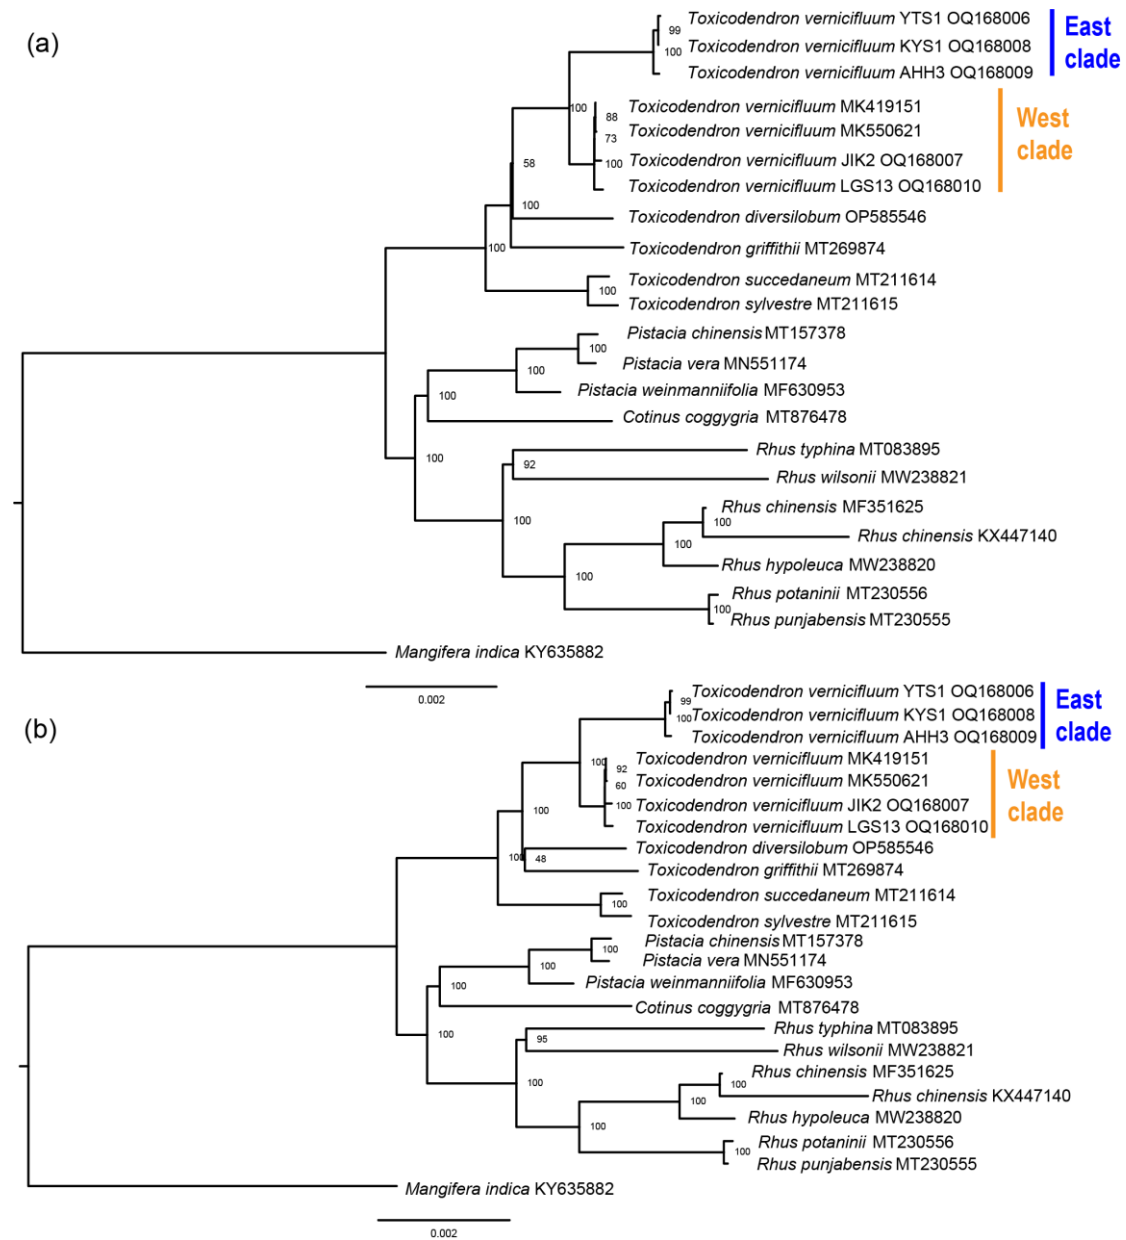 (a)
Toxicodendron vernicifluum YTS1 OQ168006
99
Toxicodendron vernicifluum KYS1 OQ168008
100
Toxicodendron vernicifluum AHH3 OQ168009
East
clade
100
Toxicodendron vernicifluum MK419151
88
Toxicodendron vernicifluum MK550621
73
Toxicodendron vernicifluum JIK2 OQ168007
100
Toxicodendron vernicifluum LGS13 OQ168010
West
clade
58
100
Toxicodendron diversilobum OP585546
100
Toxicodendron griffithii MT269874
Toxicodendron succedaneum MT211614
100
Toxicodendron sylvestre MT211615
Pistacia chinensis MT157378
100
Pistacia vera MN551174
100
Pistacia weinmanniifolia MF630953
100
Cotinus coggygria MT876478
100
Rhus typhina MT083895
92
Rhus wilsonii MW238821
100
Rhus chinensis MF351625
100
Rhus chinensis KX447140
100
Rhus hypoleuca MW238820
100
Rhus potaninii MT230556
100
Rhus punjabensis MT230555
Mangifera indica KY635882
0.002
(b)
Toxicodendron vernicifluum YTS1 OQ168006
99
Toxicodendron vernicifluum KYS1 OQ168008
100
Toxicodendron vernicifluum AHH3 OQ168009
East
clade
100
Toxicodendron vernicifluum MK419151
92
Toxicodendron vernicifluum MK550621
60
Toxicodendron vernicifluum JIK2 OQ168007
100
Toxicodendron vernicifluum LGS13 OQ168010
West
clade
100
Toxicodendron diversilobum OP585546
100
48
Toxicodendron griffithii MT269874
Toxicodendron succedaneum MT211614
100
Toxicodendron sylvestre MT211615
Pistacia chinensis MT157378
100
Pistacia vera MN551174
100
Pistacia weinmanniifolia MF630953
100
Cotinus coggygria MT876478
100
Rhus typhina MT083895
95
Rhus wilsonii MW238821
100
Rhus chinensis MF351625
100
Rhus chinensis KX447140
100
Rhus hypoleuca MW238820
100
Rhus potaninii MT230556
100
Rhus punjabensis MT230555
Mangifera indica KY635882
0.002